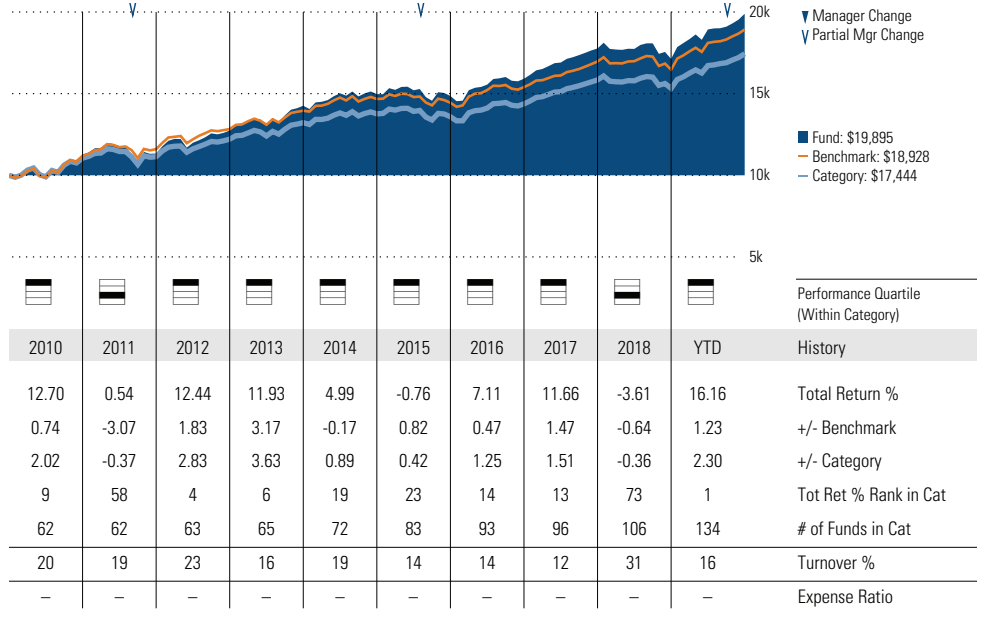 20k
▼ Manager Change
V Partial Mgr Change
15k
Fund: $19,895
Benchmark: $18,928
10k
Category: $17,444
5k
Performance Quartile
(Within Category)
2010 2011 2012 2013 2014 2015 2016 2017 2018 YTD History
12.70 0.54 12.44 11.93 4.99 -0.76 7.11 11.66 -3.61 16.16 Total Return %
0.74 -3.07 1.83 3.17 -0.17 0.82 0.47 1.47 -0.64 1.23 +/- Benchmark
2.02 -0.37 2.83 3.63 0.89 0.42 1.25 1.51 -0.36 2.30 +/- Category
9 58 4 6 19 23 14 13 73 1 Tot Ret % Rank in Cat
62 62 63 65 72 83 93 96 106 134 # of Funds in Cat
20 19 23 16 19 14 14 12 31 16 Turnover %
– – – – – – – – – – Expense Ratio